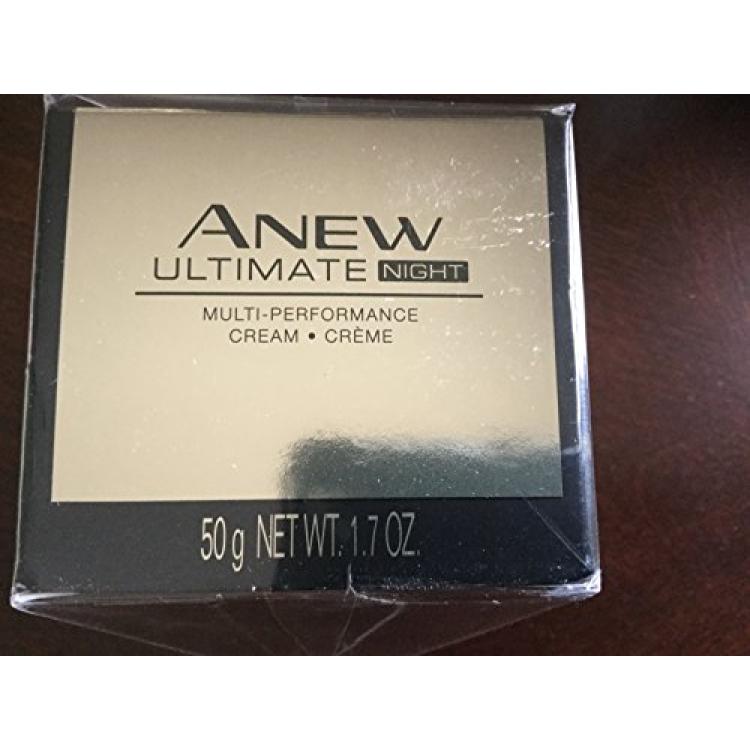 ANEW
ULTIMATE NIGHT
MULTI-PERFORMANCE
CREAM • CRÈME
50 g NET WT. 1.7 OZ.